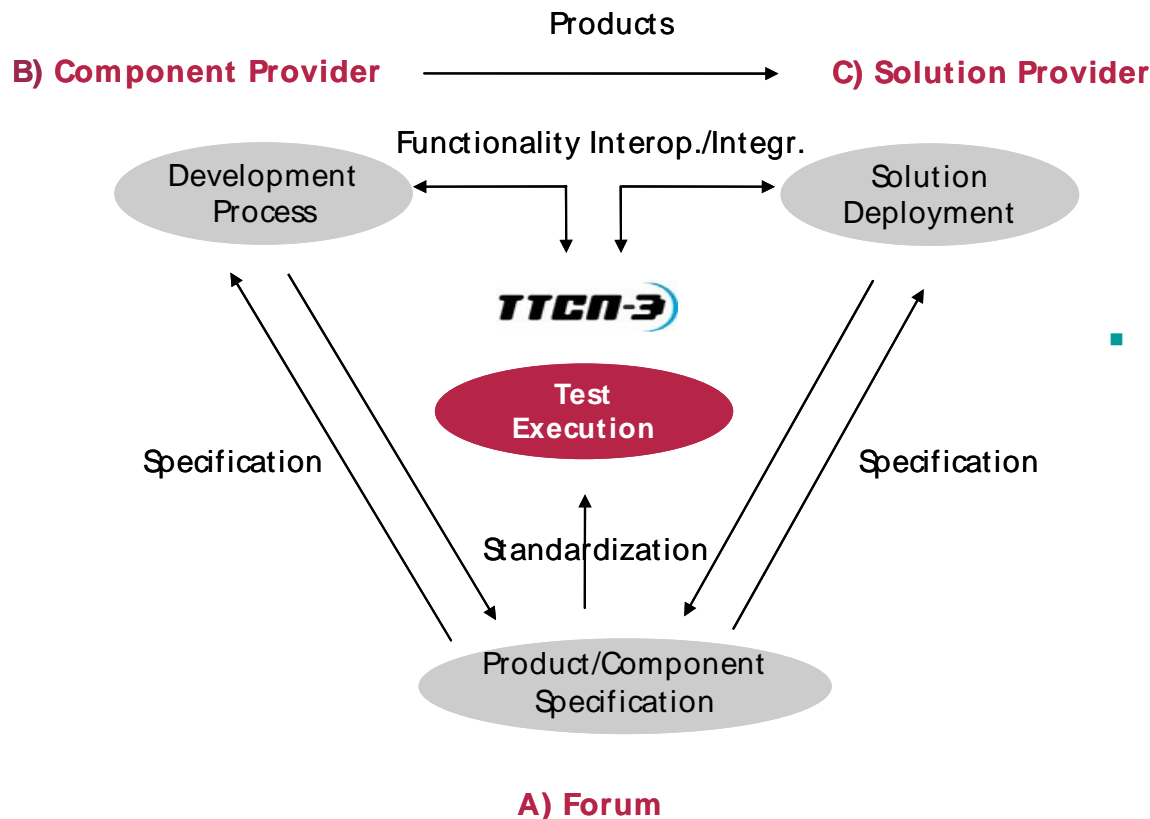 Products
B) Component Provider
C) Solution Provider
Functionality Interop./Integr.
Development
Process
Solution
Deployment
TTCN-3
Test
Execution
Specification
Specification
Standardization
Product/Component
Specification
A) Forum